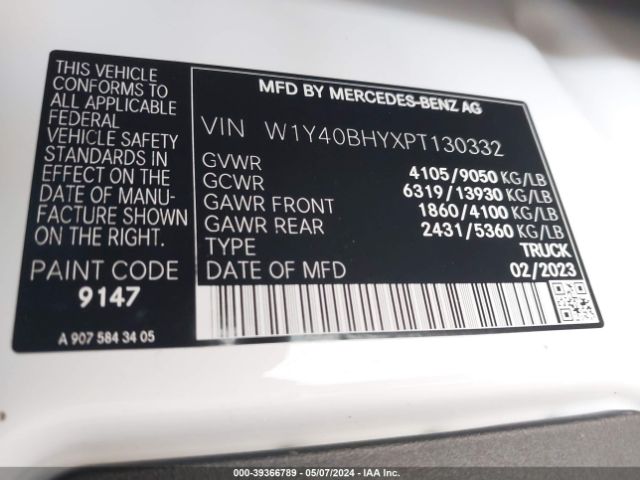 THIS VEHICLE
CONFORMS TO
ALL APPLICABLE
FEDERAL
VEHICLE SAFETY
STANDARDS IN
EFFECT ON THE
DATE OF MANU-
FACTURE SHOWN
ON THE RIGHT.
PAINT CODE
9147
A 907 584 34 05
MFD BY MERCEDES-BENZ AG
VIN W1Y40BHYXPT130332
GVWR 4105/9050 KG/LB
GCWR 6319/13930 KG/LB
GAWR FRONT 1860/4100 KG/LB
GAWR REAR 2431/5360 KG/LB
TYPE TRUCK
DATE OF MFD 02/2023
000-39366789 — 05/07/2024 — IAA Inc.